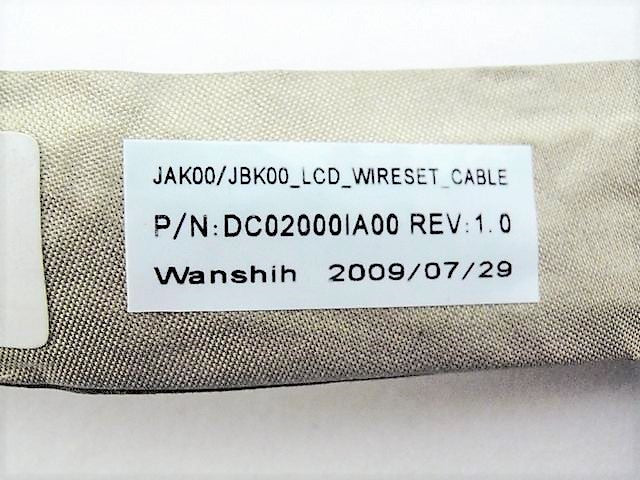 JAK00/JBK00_LCD_WIRESET_CABLE
P/N:DC02000IA00 REV:1.0
Wanshih 2009/07/29